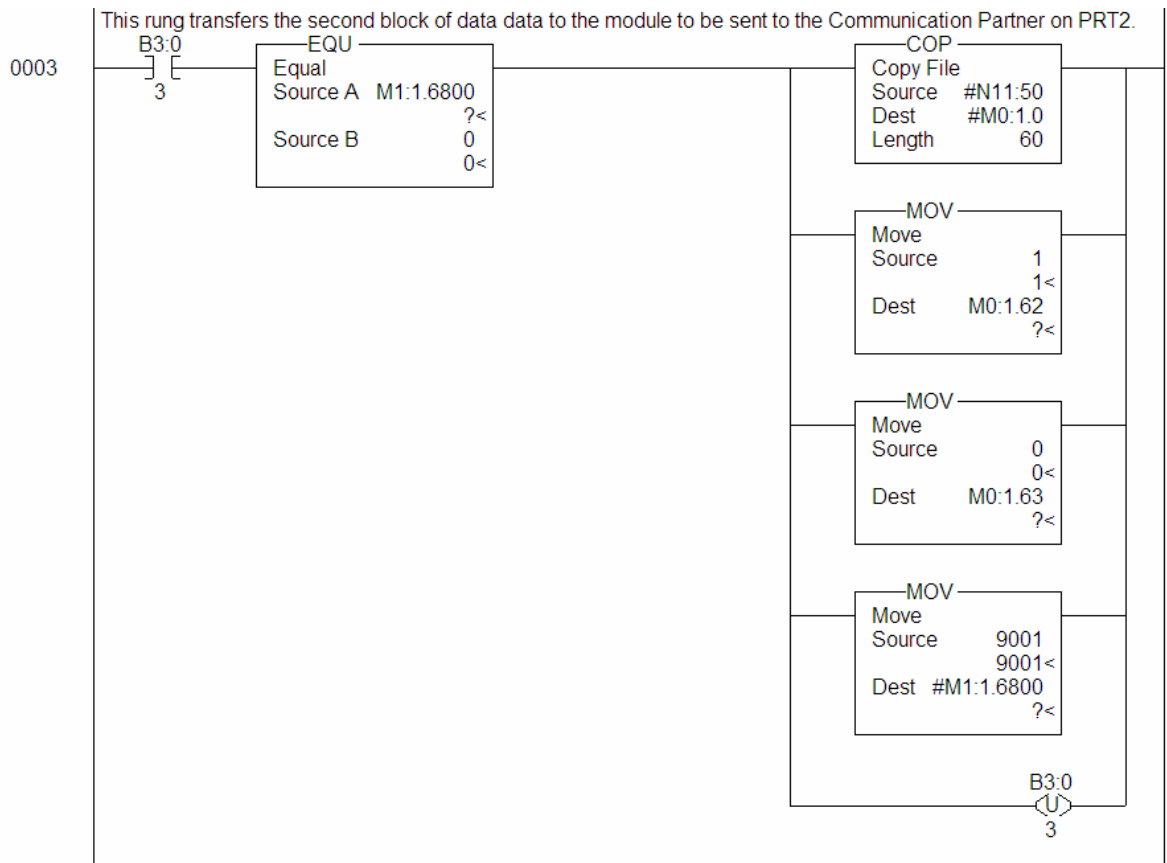 This rung transfers the second block of data data to the module to be sent to the Communication Partner on PRT2.
0003
B3:0
3
EQU
Equal
Source A M1:1.6800
?<
Source B 0
0<
COP
Copy File
Source #N11:50
Dest #M0:1.0
Length 60
MOV
Move
Source 1
1<
Dest M0:1.62
?<
MOV
Move
Source 0
0<
Dest M0:1.63
?<
MOV
Move
Source 9001
9001<
Dest #M1:1.6800
?<
B3:0
U
3